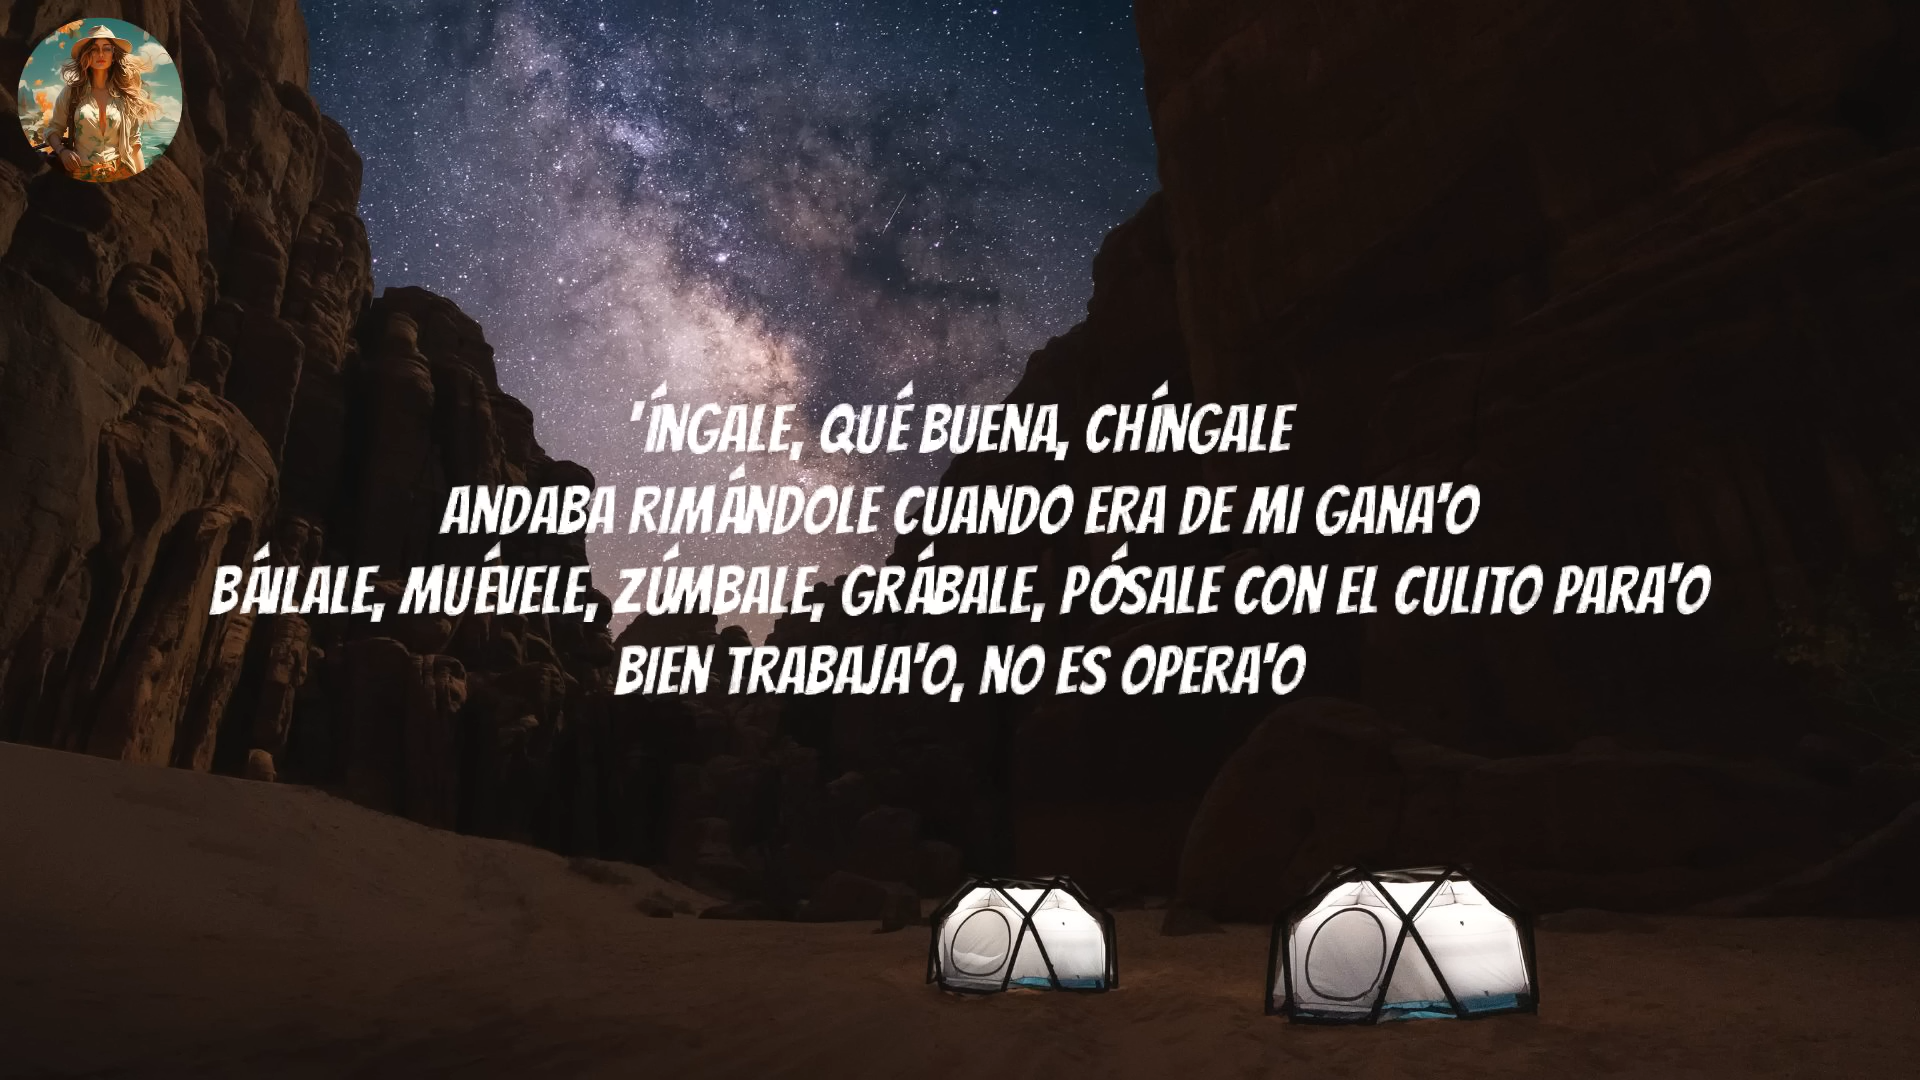 'ÍNGALE, QUÉ BUENA, CHÍNGALE
ANDABA RIMÁNDOLE CUANDO ERA DE MI GANA'O
BÁILALE, MUÉVELE, ZÚMBALE, GRÁBALE, PÓSALE CON EL CULITO PARA'O
BIEN TRABAJA'O, NO ES OPERA'O